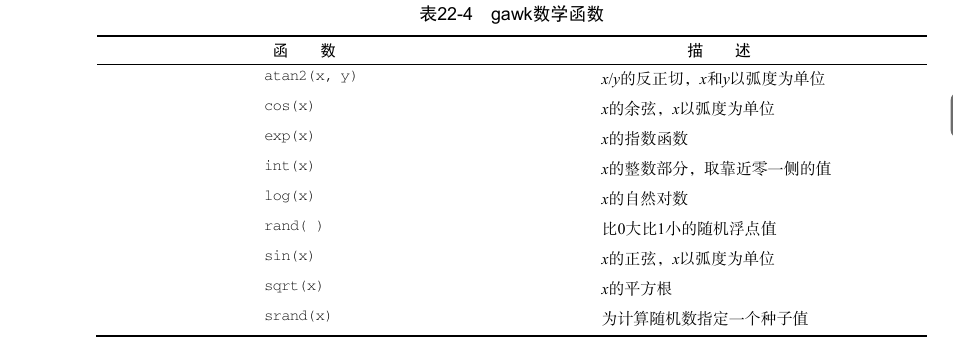 表22-4 gawk数学函数
函 数 描 述
atan2(x, y) x/y的反正切，x和y以弧度为单位
cos(x) x的余弦，x以弧度为单位
exp(x) x的指数函数
int(x) x的整数部分，取靠近零一侧的值
log(x) x的自然对数
rand( ) 比0大比1小的随机浮点值
sin(x) x的正弦，x以弧度为单位
sqrt(x) x的平方根
srand(x) 为计算随机数指定一个种子值